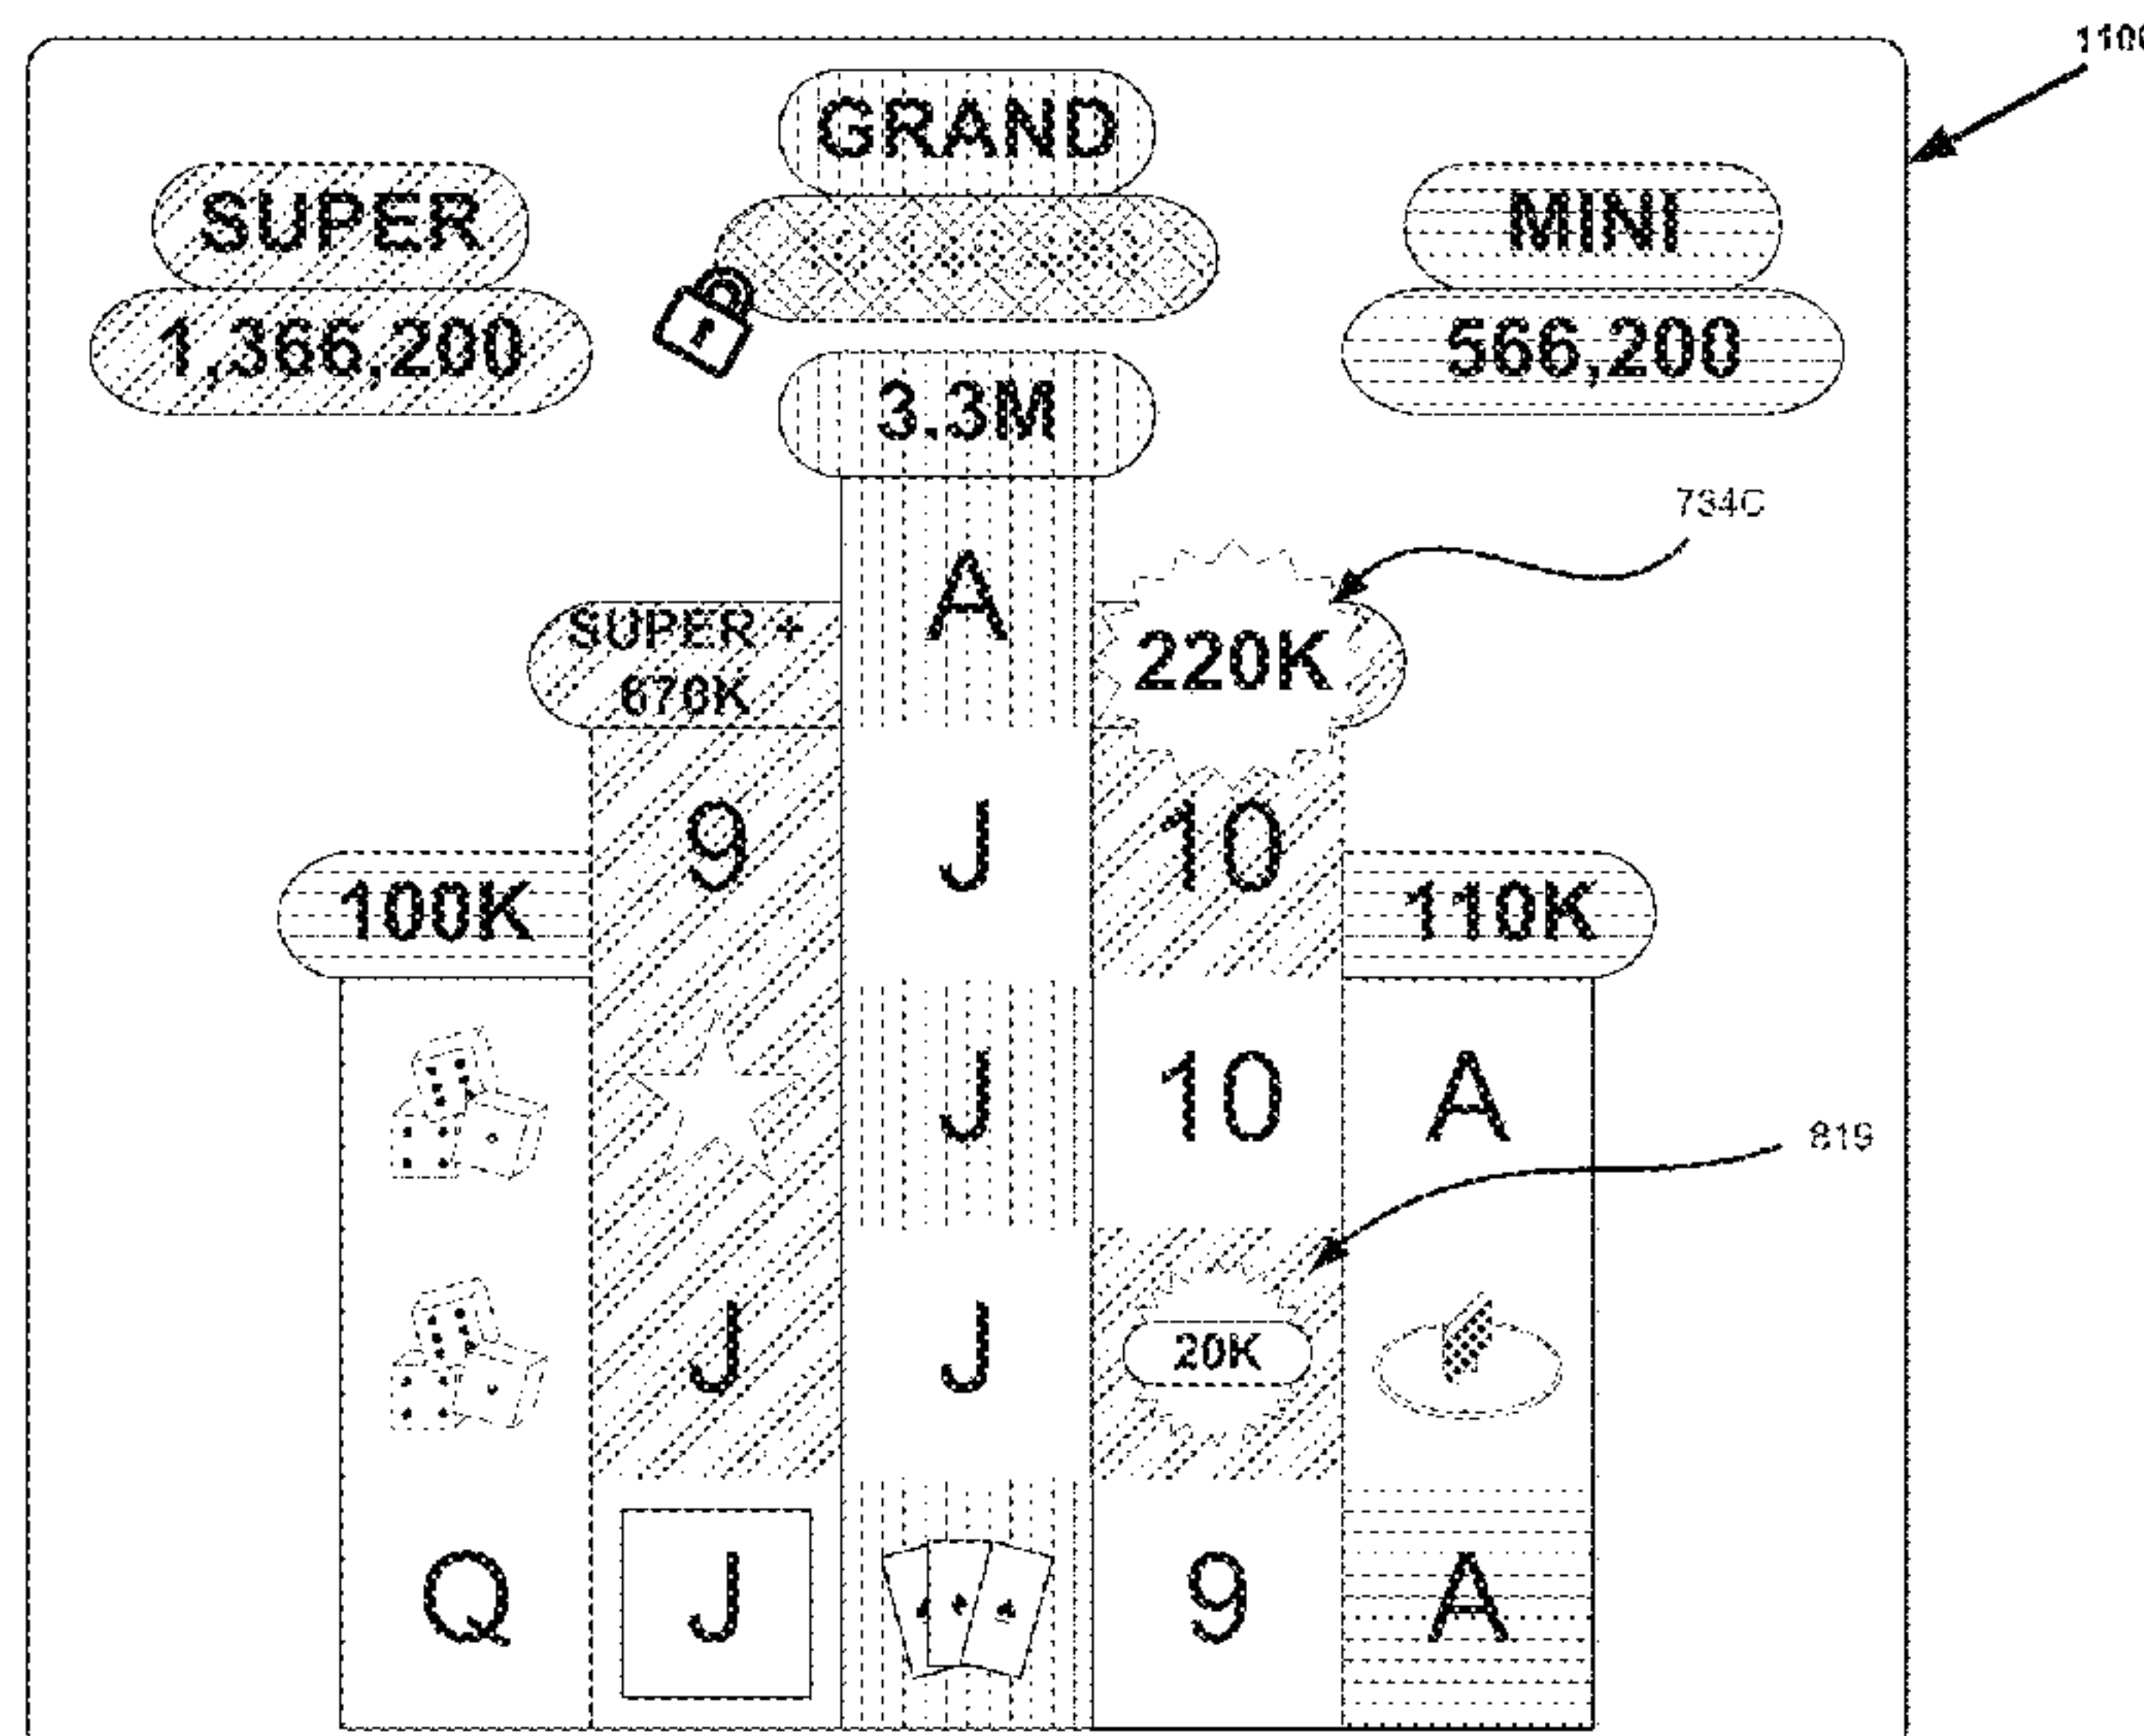 GRAND
SUPER
MINI
1,366,200
566,200
3.3M
734C
A
SUPER +
670K
220K
9
J
10
100K
110K
J
10
A
819
J
J
20K
Q
J
9
A